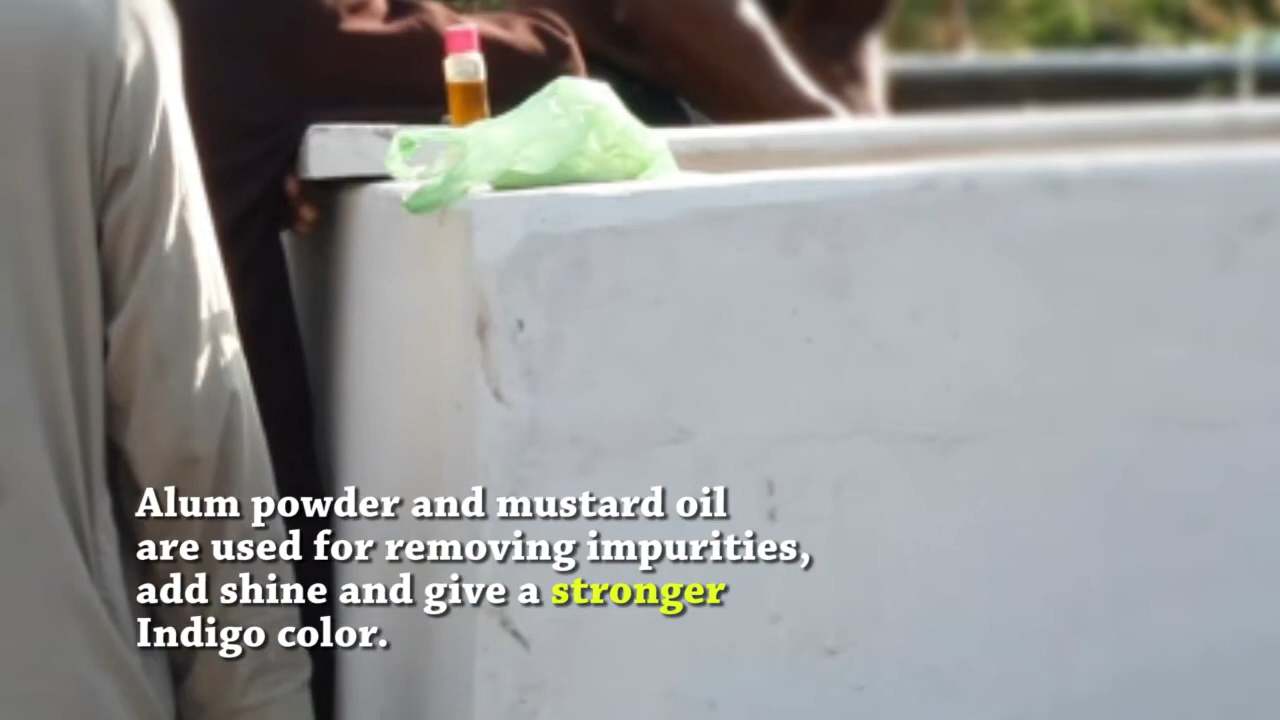 Alum powder and mustard oil
are used for removing impurities,
add shine and give a stronger
Indigo color.